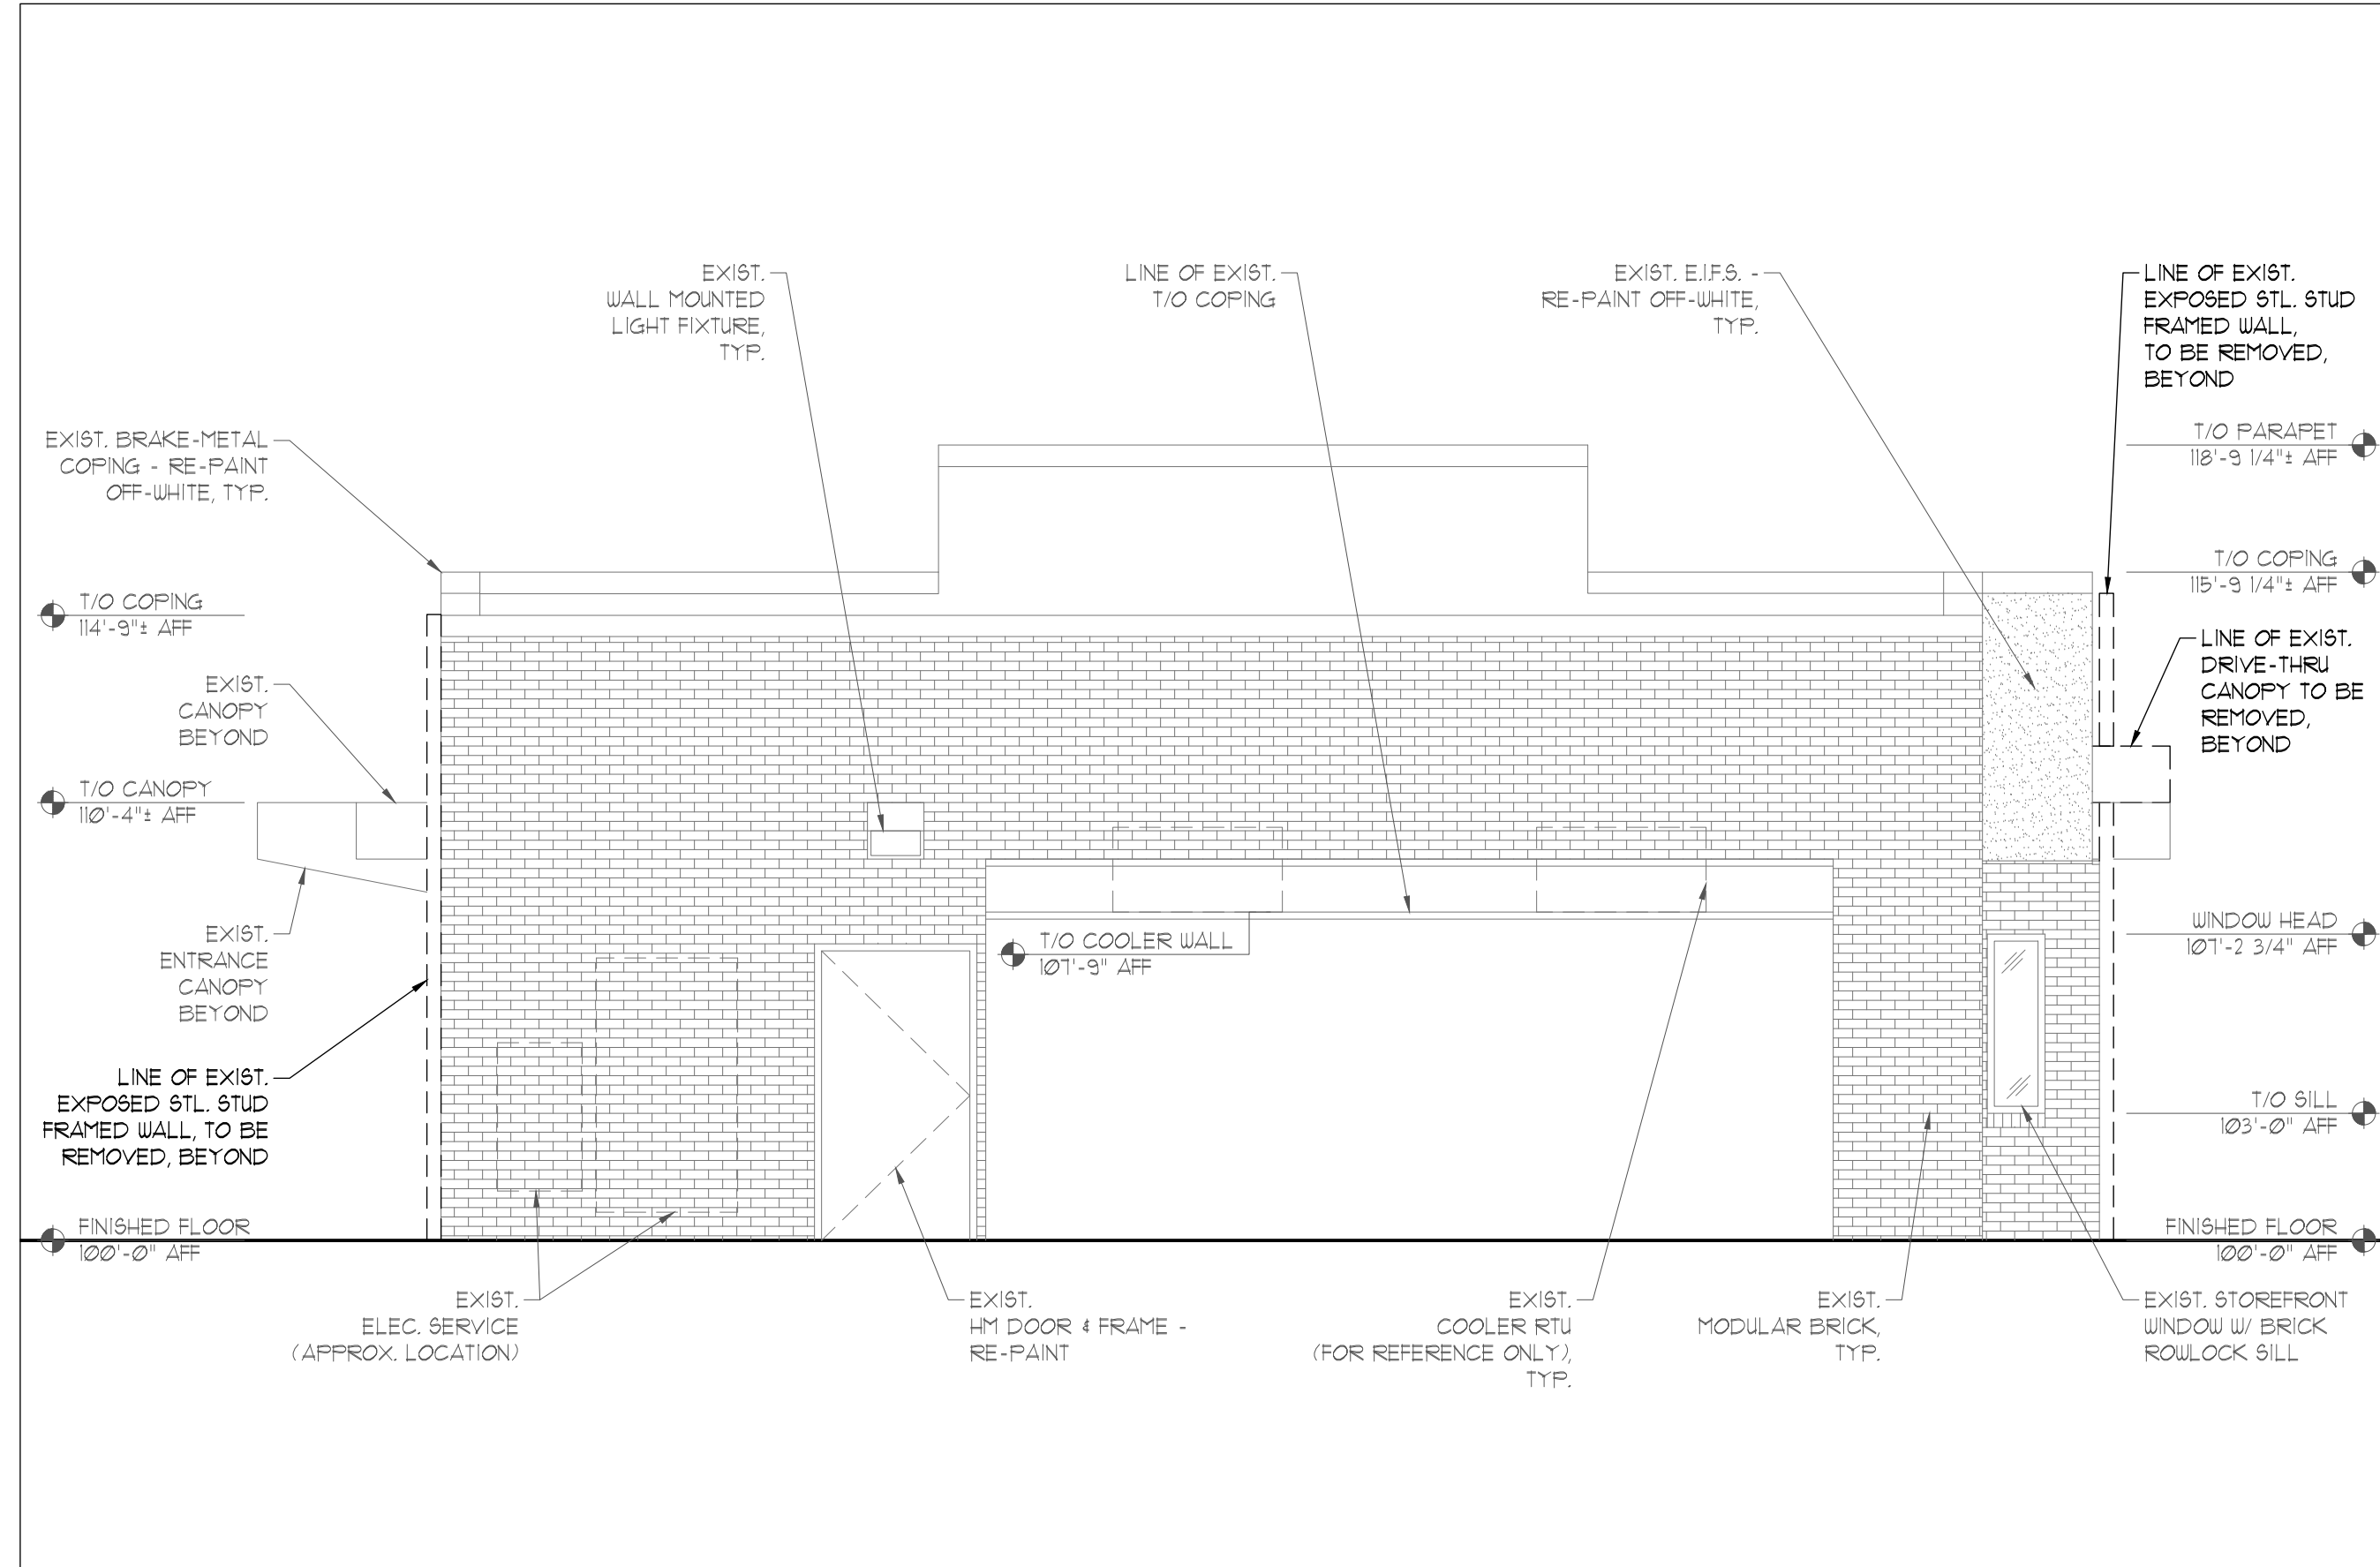 EXIST.
WALL MOUNTED
LIGHT FIXTURE,
TYP.
LINE OF EXIST.
T/O COPING
EXIST. E.I.F.S. -
RE-PAINT OFF-WHITE,
TYP.
LINE OF EXIST.
EXPOSED STL. STUD
FRAMED WALL,
TO BE REMOVED,
BEYOND
EXIST. BRAKE-METAL
COPING - RE-PAINT
OFF-WHITE, TYP.
T/O PARAPET
118'-9 1/4"± AFF
T/O COPING
115'-9 1/4"± AFF
T/O COPING
114'-9"± AFF
LINE OF EXIST.
DRIVE-THRU
CANOPY TO BE
REMOVED,
BEYOND
EXIST.
CANOPY
BEYOND
T/O CANOPY
110'-4"± AFF
EXIST.
ENTRANCE
CANOPY
BEYOND
T/O COOLER WALL
107'-9" AFF
WINDOW HEAD
107'-2 3/4" AFF
LINE OF EXIST.
EXPOSED STL. STUD
FRAMED WALL, TO BE
REMOVED, BEYOND
T/O SILL
103'-0" AFF
FINISHED FLOOR
100'-0" AFF
FINISHED FLOOR
100'-0" AFF
EXIST.
ELEC. SERVICE
(APPROX. LOCATION)
EXIST.
HM DOOR & FRAME -
RE-PAINT
EXIST.
COOLER RTU
(FOR REFERENCE ONLY),
TYP.
EXIST.
MODULAR BRICK,
TYP.
EXIST. STOREFRONT
WINDOW W/ BRICK
ROWLOCK SILL